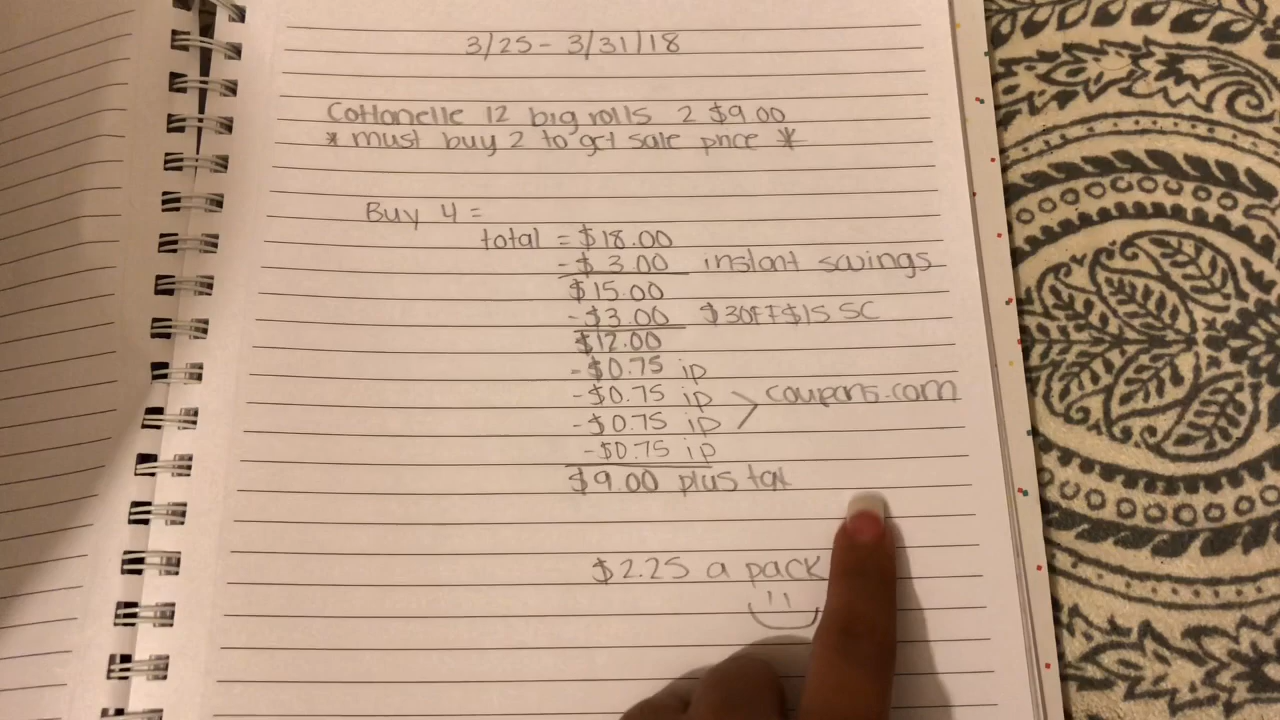 3/25 - 3/31/18
Cottonelle 12 big rolls 2 $9.00
* must buy 2 to get sale price *
Buy 4 =
total = $18.00
-$3.00 instant savings
$15.00
-$3.00 $3OFF$15 SC
$12.00
-$0.75 ip
-$0.75 ip > coupons.com
-$0.75 ip
-$0.75 ip
$9.00 plus tax
$2.25 a pack